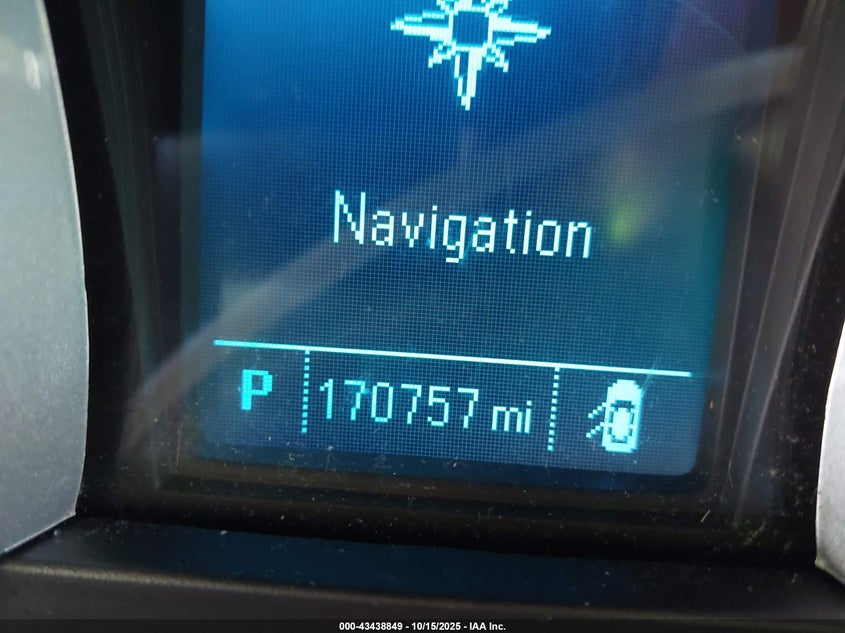 Navigation
P 170757 mi
000-43438849 - 10/15/2025 - IAA Inc.